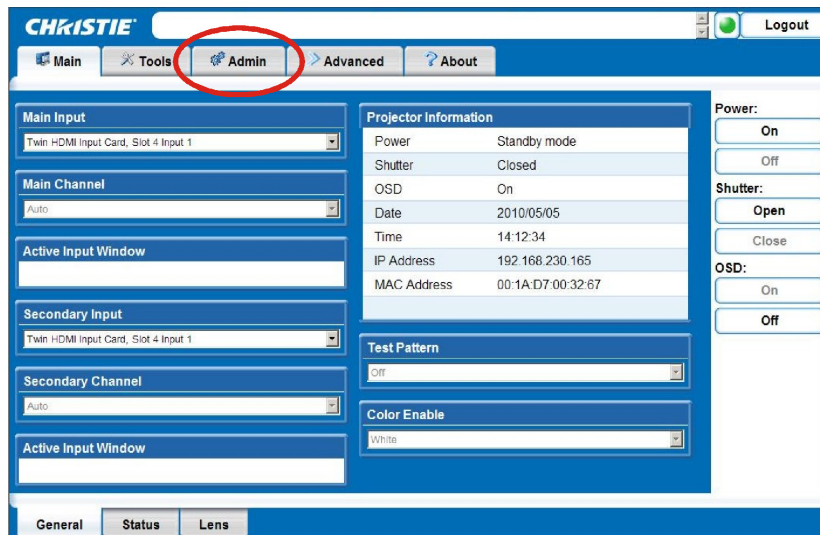 CHRISTIE
Logout
Main
Tools
Admin
Advanced
About
Main Input
Twin HDMI Input Card, Slot 4 Input 1
Main Channel
Auto
Active Input Window
Secondary Input
Twin HDMI Input Card, Slot 4 Input 1
Secondary Channel
Auto
Active Input Window
Projector Information
Power Standby mode
Shutter Closed
OSD On
Date 2010/05/05
Time 14:12:34
IP Address 192.168.230.165
MAC Address 00:1A:D7:00:32:67
Test Pattern
Off
Color Enable
White
Power:
On
Off
Shutter:
Open
Close
OSD:
On
Off
General
Status
Lens